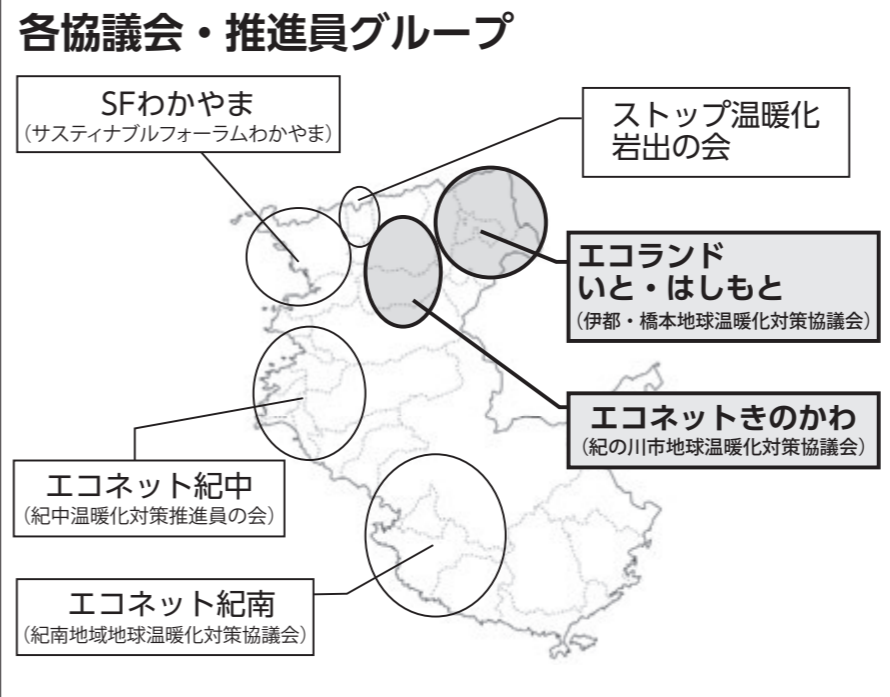 各協議会・推進員グループ
SFわかやま
（サスティナブルフォーラムわかやま）
ストップ温暖化
岩出の会
エコランド
いと・はしもと
（伊都・橋本地球温暖化対策協議会）
エコネットきのかわ
（紀の川市地球温暖化対策協議会）
エコネット紀中
（紀中温暖化対策推進員の会）
エコネット紀南
（紀南地域地球温暖化対策協議会）